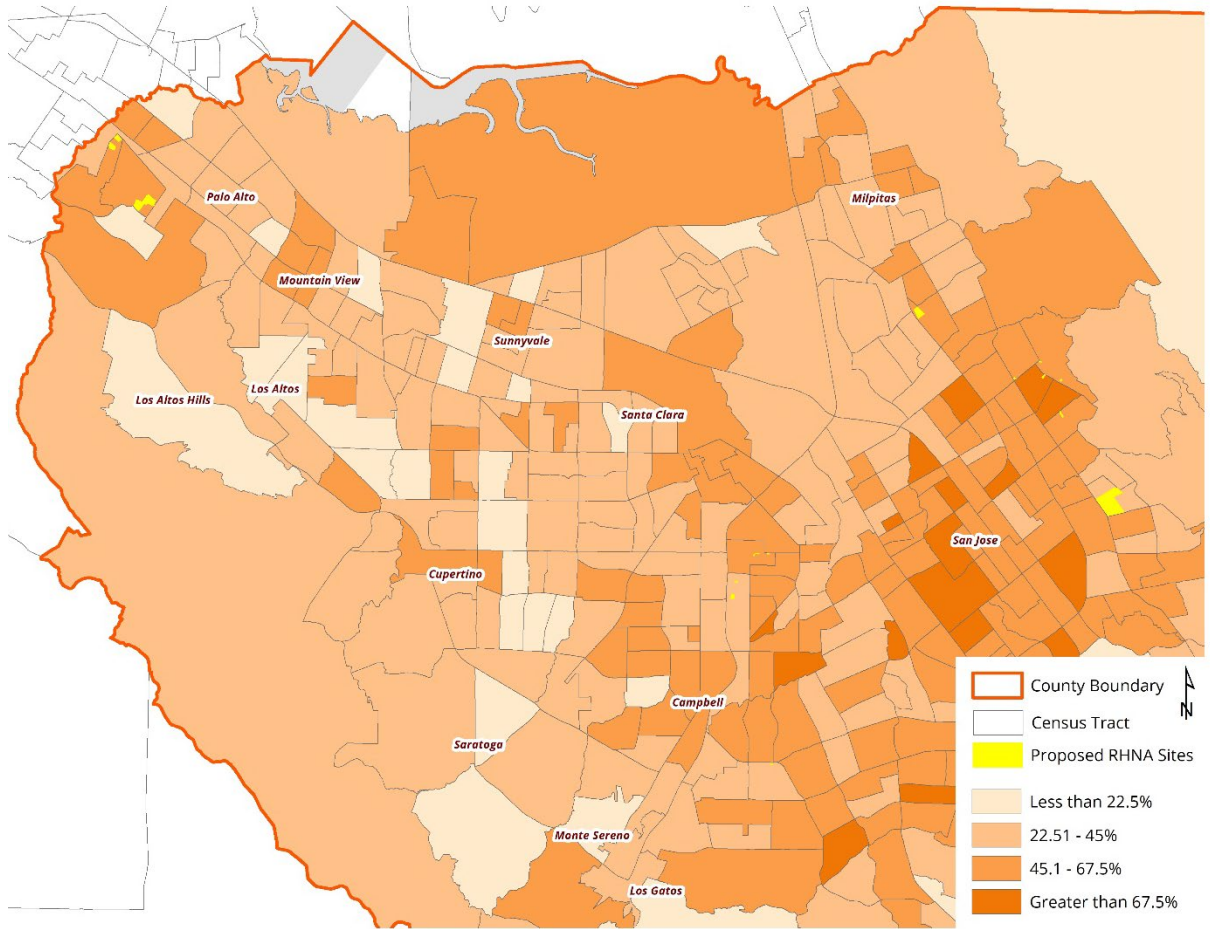 Palo Alto
Milpitas
Mountain View
Sunnyvale
Los Altos
Los Altos Hills
Santa Clara
San Jose
Cupertino
Campbell
Saratoga
Monte Sereno
Los Gatos
County Boundary
N
Census Tract
Proposed RHNA Sites
Less than 22.5%
22.51 - 45%
45.1 - 67.5%
Greater than 67.5%